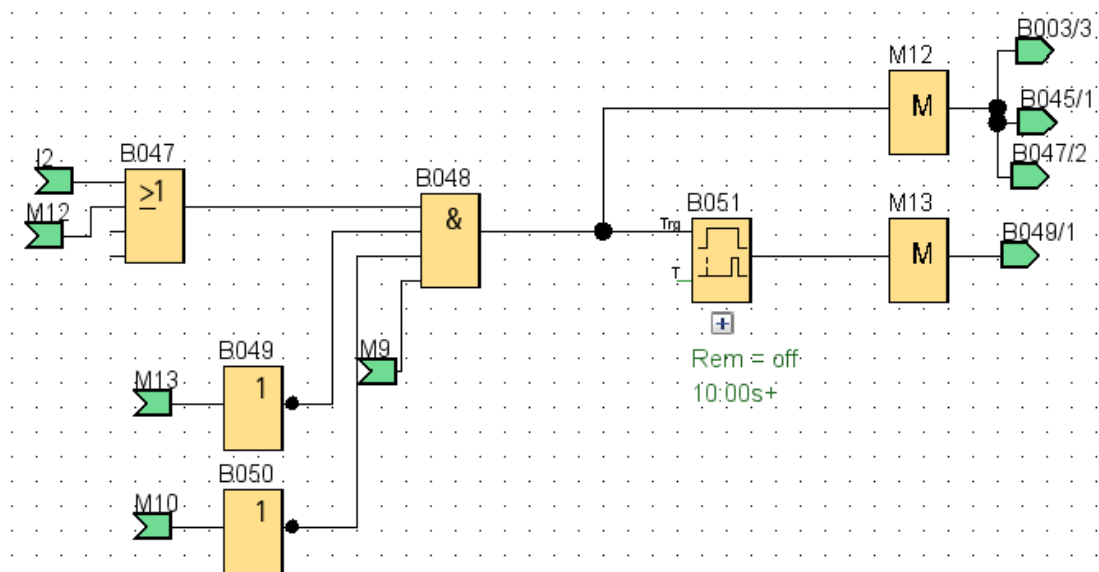 B003/3
M12
M
B045/1
B047/2
I2
B047
≥1
M12
B048
&
B051
Trg
T
M13
M
B049/1
Rem = off
10:00s+
B049
M13
1
M9
B050
M10
1